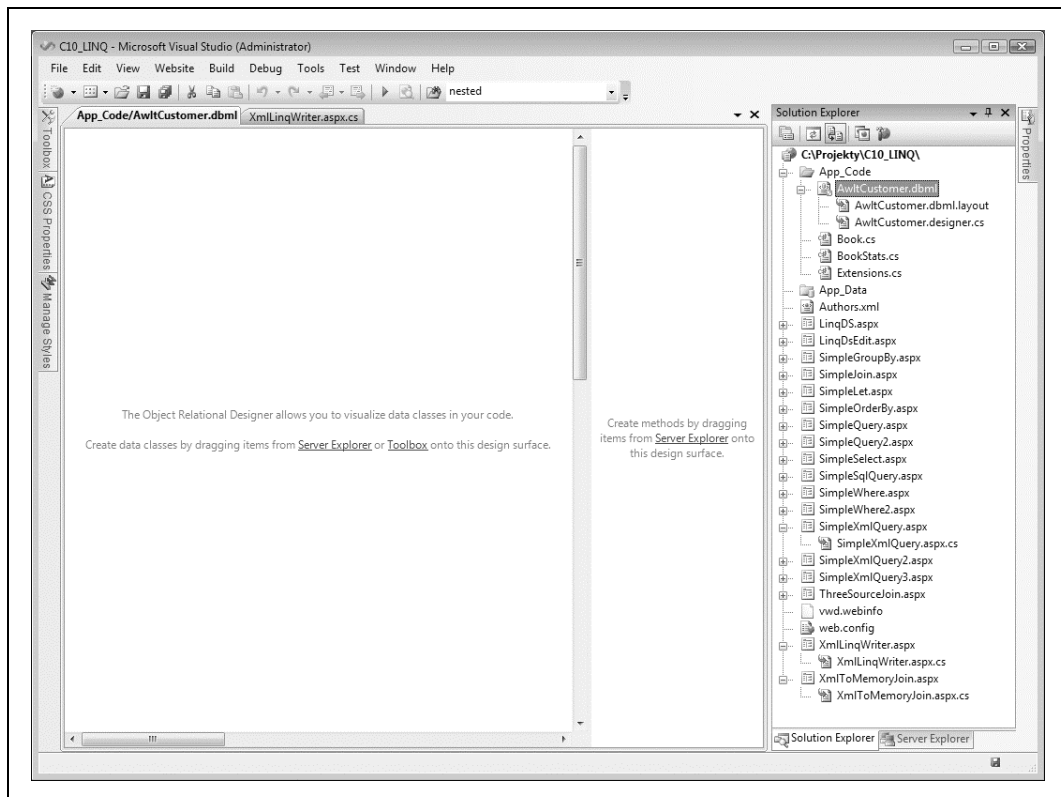 C10_LINQ - Microsoft Visual Studio (Administrator)
File Edit View Website Build Debug Tools Test Window Help
nested
App_Code/AwltCustomer.dbml XmlLinqWriter.aspx.cs
Toolbox
CSS Properties
Manage Styles
The Object Relational Designer allows you to visualize data classes in your code.
Create data classes by dragging items from Server Explorer or Toolbox onto this design surface.
Create methods by dragging
items from Server Explorer onto
this design surface.
Solution Explorer
C:\Projekty\C10_LINQ\
App_Code
AwltCustomer.dbml
AwltCustomer.dbml.layout
AwltCustomer.designer.cs
Book.cs
BookStats.cs
Extensions.cs
App_Data
Authors.xml
LinqDS.aspx
LinqDsEdit.aspx
SimpleGroupBy.aspx
SimpleJoin.aspx
SimpleLet.aspx
SimpleOrderBy.aspx
SimpleQuery.aspx
SimpleQuery2.aspx
SimpleSelect.aspx
SimpleSqlQuery.aspx
SimpleWhere.aspx
SimpleWhere2.aspx
SimpleXmlQuery.aspx
SimpleXmlQuery.aspx.cs
SimpleXmlQuery2.aspx
SimpleXmlQuery3.aspx
ThreeSourceJoin.aspx
vwd.webinfo
web.config
XmlLinqWriter.aspx
XmlLinqWriter.aspx.cs
XmlToMemoryJoin.aspx
XmlToMemoryJoin.aspx.cs
Solution Explorer Server Explorer
Properties